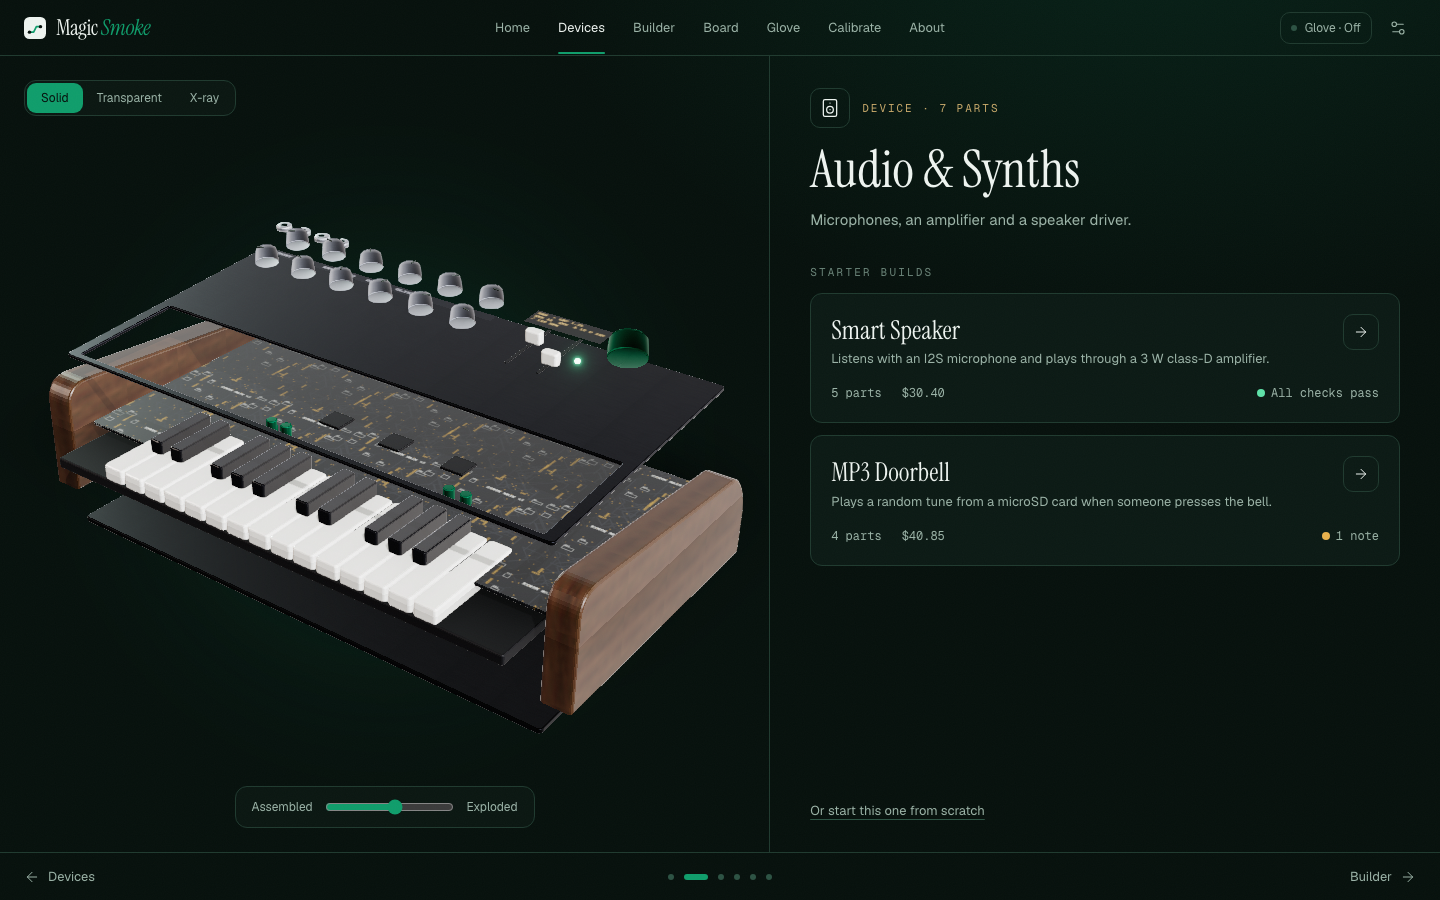 Magic Smoke
Home
Devices
Builder
Board
Glove
Calibrate
About
Glove · Off
Solid
Transparent
X-ray
DEVICE · 7 PARTS
Audio & Synths
Microphones, an amplifier and a speaker driver.
STARTER BUILDS
Smart Speaker
Listens with an I2S microphone and plays through a 3 W class-D amplifier.
5 parts $30.40
All checks pass
MP3 Doorbell
Plays a random tune from a microSD card when someone presses the bell.
4 parts $40.85
1 note
Assembled
Exploded
Or start this one from scratch
Devices
Builder